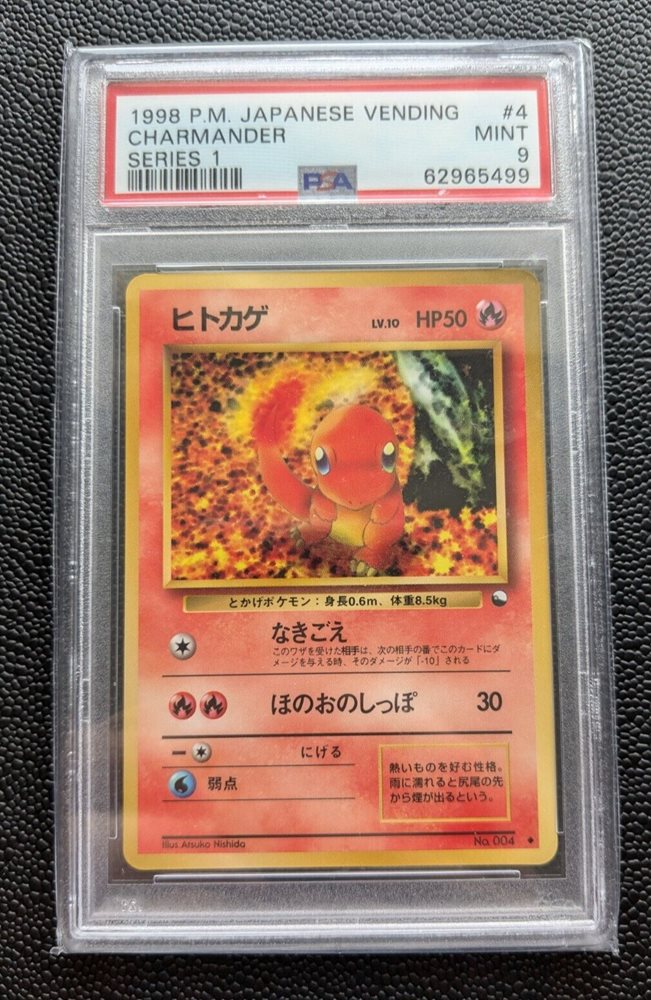 1998 P.M. JAPANESE VENDING #4
CHARMANDER MINT
SERIES 1 9
PSA 62965499
ヒトカゲ LV.10 HP50
とかげポケモン：身長0.6m、体重8.5kg
なきごえ
このワザを受けた相手は、次の相手の番でこのカードにダ
メージを与える時、そのダメージが「-10」される
ほのおのしっぽ 30
ー にげる
弱点
熱いものを好む性格。
雨に濡れると尻尾の先
から煙が出るという。
Illus Atsuko Nishida No. 004